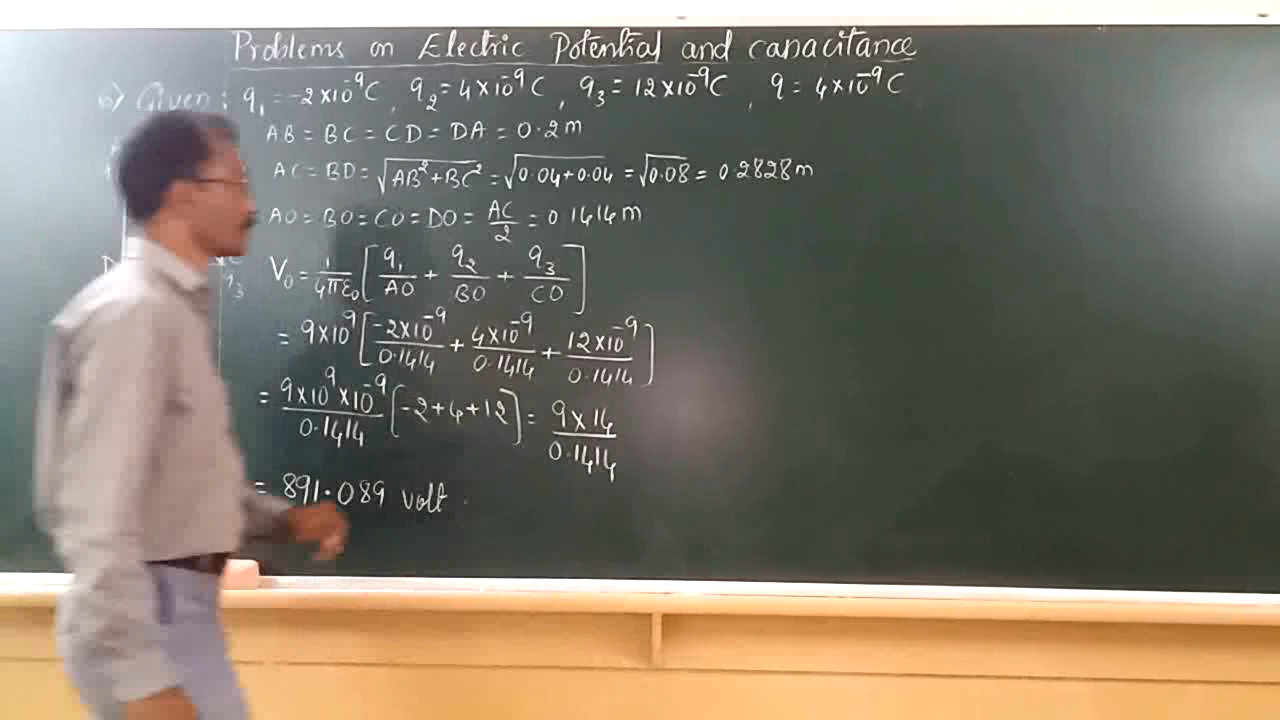 Problems on Electric Potential and capacitance
6) Given: q₁ = -2×10⁻⁹C, q₂ = 4×10⁻⁹C, q₃ = 12×10⁻⁹C, q = 4×10⁻⁹C
AB = BC = CD = DA = 0.2m
AC = BD = √(AB²+BC²) = √(0.04+0.04) = √0.08 = 0.2828m
AO = BO = CO = DO = AC/2 = 0.1414m
V₀ = 1/4πε₀ [q₁/AO + q₂/BO + q₃/CO]
= 9×10⁹ [-2×10⁻⁹/0.1414 + 4×10⁻⁹/0.1414 + 12×10⁻⁹/0.1414]
= 9×10⁹×10⁻⁹/0.1414 [-2+4+12] = 9×14/0.1414
= 891.089 volt.